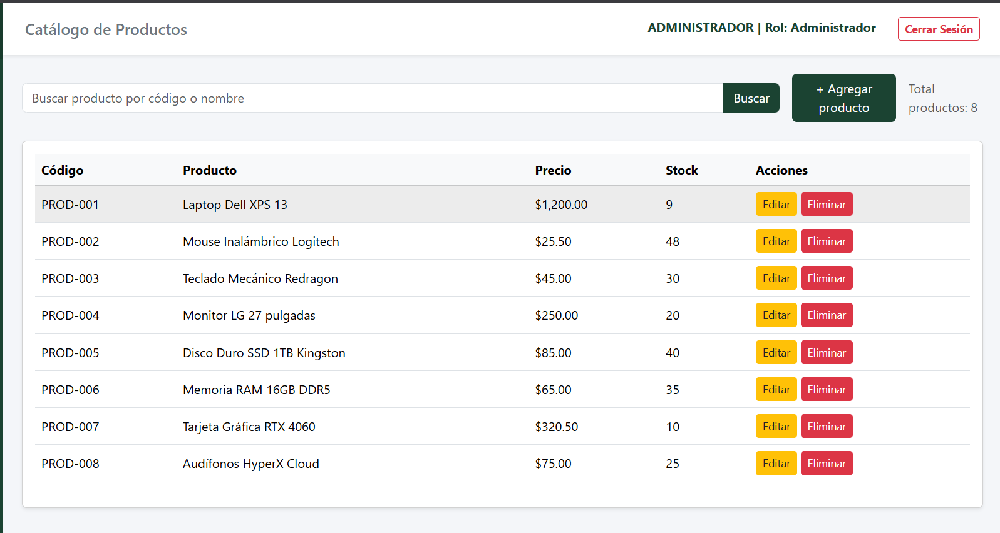 Catálogo de Productos
ADMINISTRADOR | Rol: Administrador
Cerrar Sesión
Buscar producto por código o nombre
Buscar
+ Agregar
producto
Total
productos: 8
Código Producto Precio Stock Acciones
PROD-001 Laptop Dell XPS 13 $1,200.00 9 Editar Eliminar
PROD-002 Mouse Inalámbrico Logitech $25.50 48 Editar Eliminar
PROD-003 Teclado Mecánico Redragon $45.00 30 Editar Eliminar
PROD-004 Monitor LG 27 pulgadas $250.00 20 Editar Eliminar
PROD-005 Disco Duro SSD 1TB Kingston $85.00 40 Editar Eliminar
PROD-006 Memoria RAM 16GB DDR5 $65.00 35 Editar Eliminar
PROD-007 Tarjeta Gráfica RTX 4060 $320.50 10 Editar Eliminar
PROD-008 Audífonos HyperX Cloud $75.00 25 Editar Eliminar